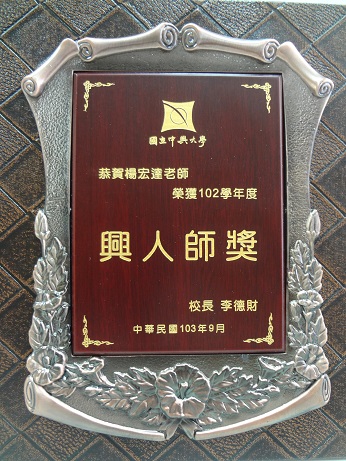 國立中興大學
恭賀楊宏達老師
榮獲102學年度
興人師獎
校長 李德財
中華民國103年9月